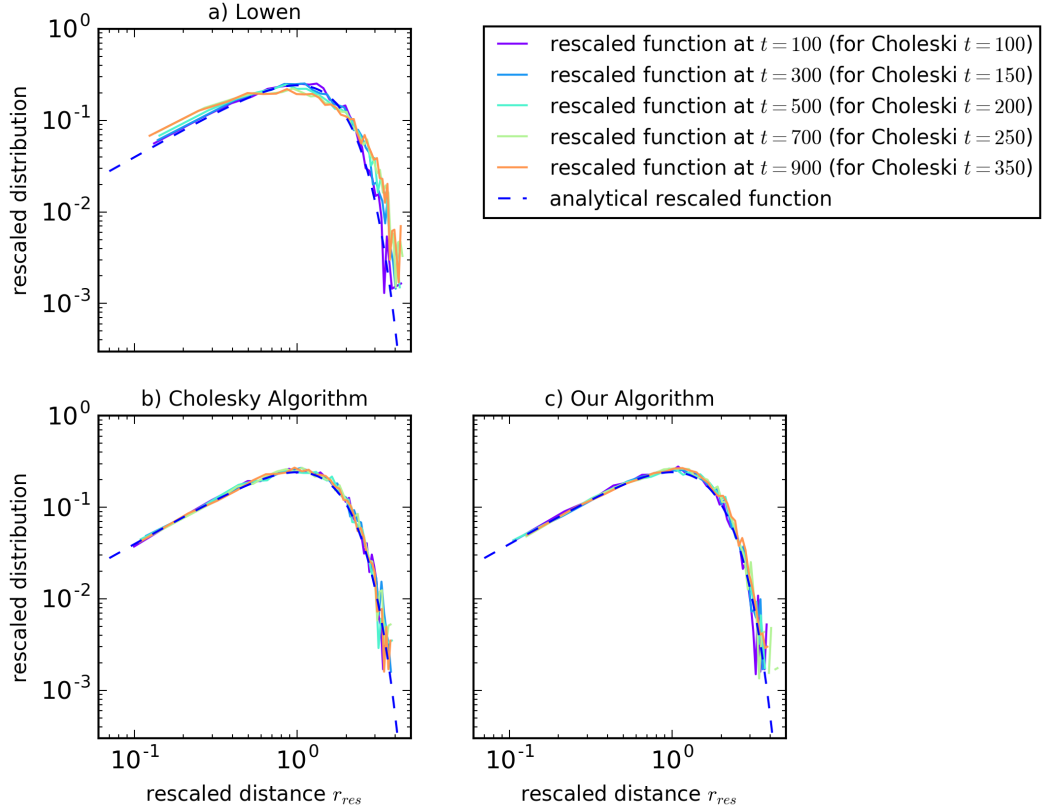 a) Lowen
10^0
10^-1
10^-2
10^-3
rescaled distribution
rescaled function at t=100 (for Choleski t=100)
rescaled function at t=300 (for Choleski t=150)
rescaled function at t=500 (for Choleski t=200)
rescaled function at t=700 (for Choleski t=250)
rescaled function at t=900 (for Choleski t=350)
analytical rescaled function
b) Cholesky Algorithm
10^0
10^-1
10^-2
10^-3
rescaled distribution
10^-1 10^0
rescaled distance r_res
c) Our Algorithm
10^-1 10^0
rescaled distance r_res